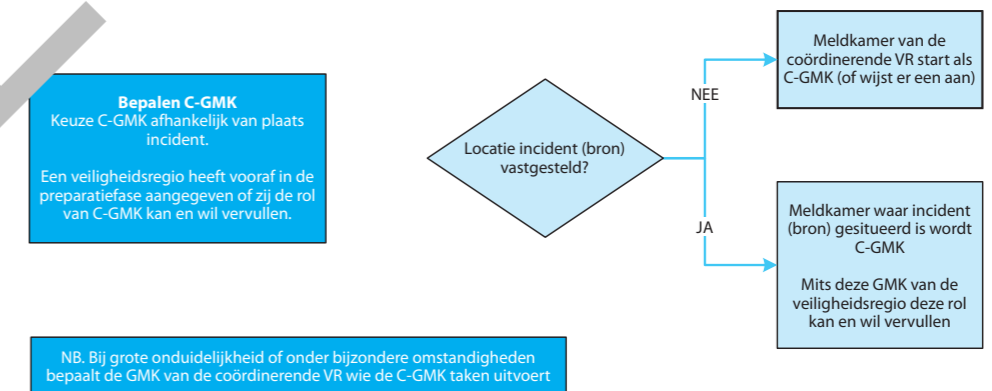 Bepalen C-GMK
Keuze C-GMK afhankelijk van plaats
incident.
Een veiligheidsregio heeft vooraf in de
preparatiefase aangegeven of zij de rol
van C-GMK kan en wil vervullen.
Locatie incident (bron)
vastgesteld?
NEE
Meldkamer van de
coördinerende VR start als
C-GMK (of wijst er een aan)
JA
Meldkamer waar incident
(bron) gesitueerd is wordt
C-GMK
Mits deze GMK van de
veiligheidsregio deze rol
kan en wil vervullen
NB. Bij grote onduidelijkheid of onder bijzondere omstandigheden
bepaalt de GMK van de coördinerende VR wie de C-GMK taken uitvoert